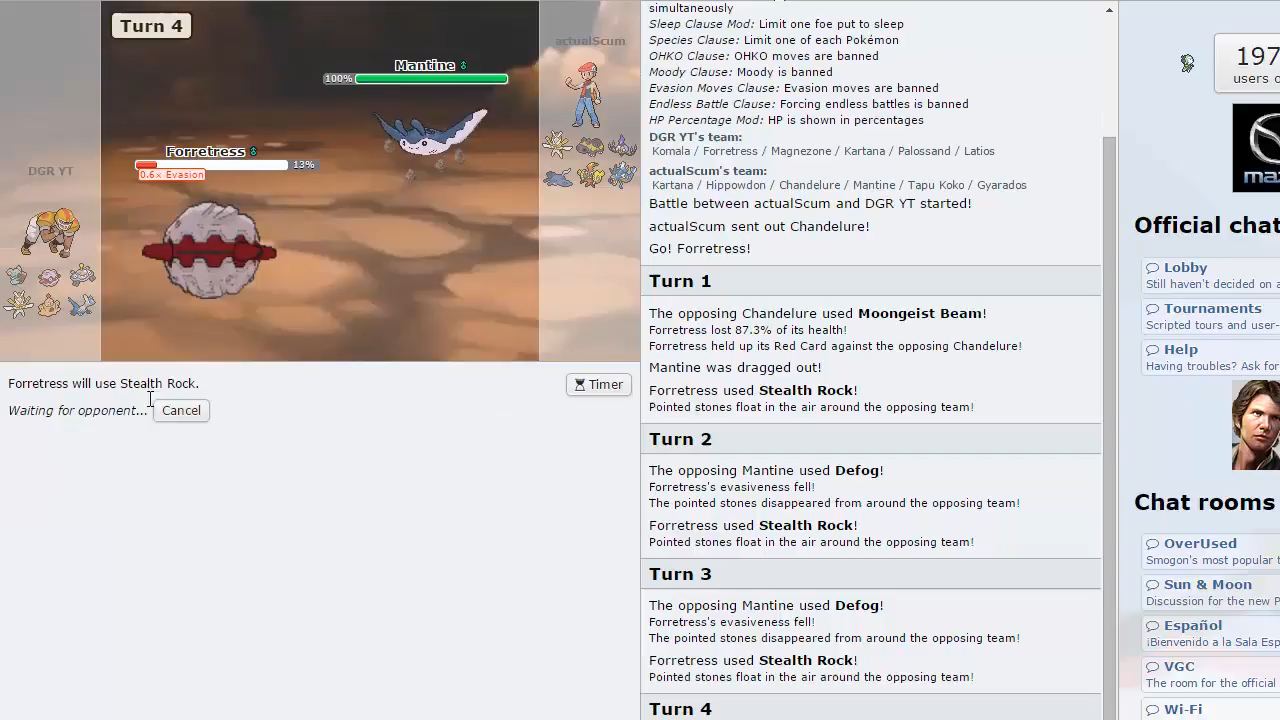 Turn 4
actualScum
Mantine
100%
Forretress
13%
0.6× Evasion
DGR YT
Forretress will use Stealth Rock.
Timer
Waiting for opponent...
Cancel
simultaneously
Sleep Clause Mod: Limit one foe put to sleep
Species Clause: Limit one of each Pokémon
OHKO Clause: OHKO moves are banned
Moody Clause: Moody is banned
Evasion Moves Clause: Evasion moves are banned
Endless Battle Clause: Forcing endless battles is banned
HP Percentage Mod: HP is shown in percentages
DGR YT's team:
Komala / Forretress / Magnezone / Kartana / Palossand / Latios
actualScum's team:
Kartana / Hippowdon / Chandelure / Mantine / Tapu Koko / Gyarados
Battle between actualScum and DGR YT started!
actualScum sent out Chandelure!
Go! Forretress!
Turn 1
The opposing Chandelure used Moongeist Beam!
Forretress lost 87.3% of its health!
Forretress held up its Red Card against the opposing Chandelure!
Mantine was dragged out!
Forretress used Stealth Rock!
Pointed stones float in the air around the opposing team!
Turn 2
The opposing Mantine used Defog!
Forretress's evasiveness fell!
The pointed stones disappeared from around the opposing team!
Forretress used Stealth Rock!
Pointed stones float in the air around the opposing team!
Turn 3
The opposing Mantine used Defog!
Forretress's evasiveness fell!
The pointed stones disappeared from around the opposing team!
Forretress used Stealth Rock!
Pointed stones float in the air around the opposing team!
Turn 4
197
users o
maz
Official chat
Lobby
Still haven't decided on a
Tournaments
Scripted tours and user-
Help
Having troubles? Ask for
Chat rooms
OverUsed
Smogon's most popular t
Sun & Moon
Discussion for the new P
Español
¡Bienvenido a la Sala Esp
VGC
The room for the official
Wi-Fi